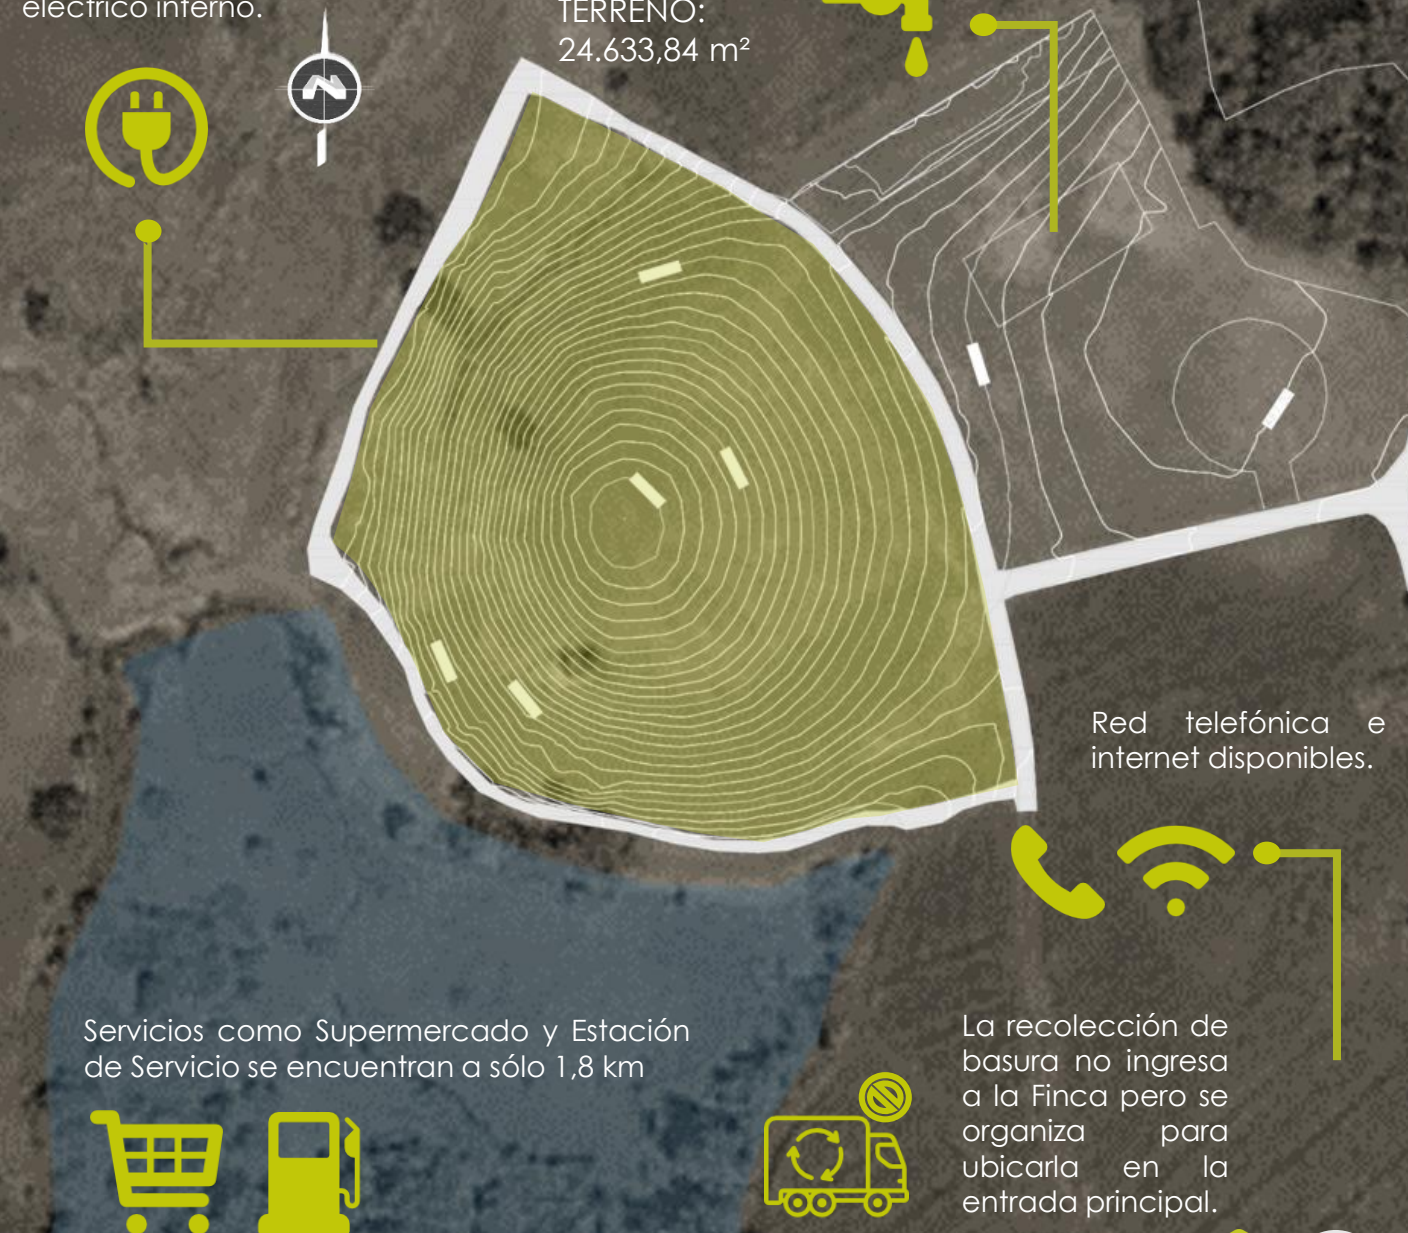 eléctrico interno.
TERRENO:
24.633,84 m²
N
Red telefónica e
internet disponibles.
Servicios como Supermercado y Estación
de Servicio se encuentran a sólo 1,8 km
La recolección de
basura no ingresa
a la Finca pero se
organiza para
ubicarla en la
entrada principal.